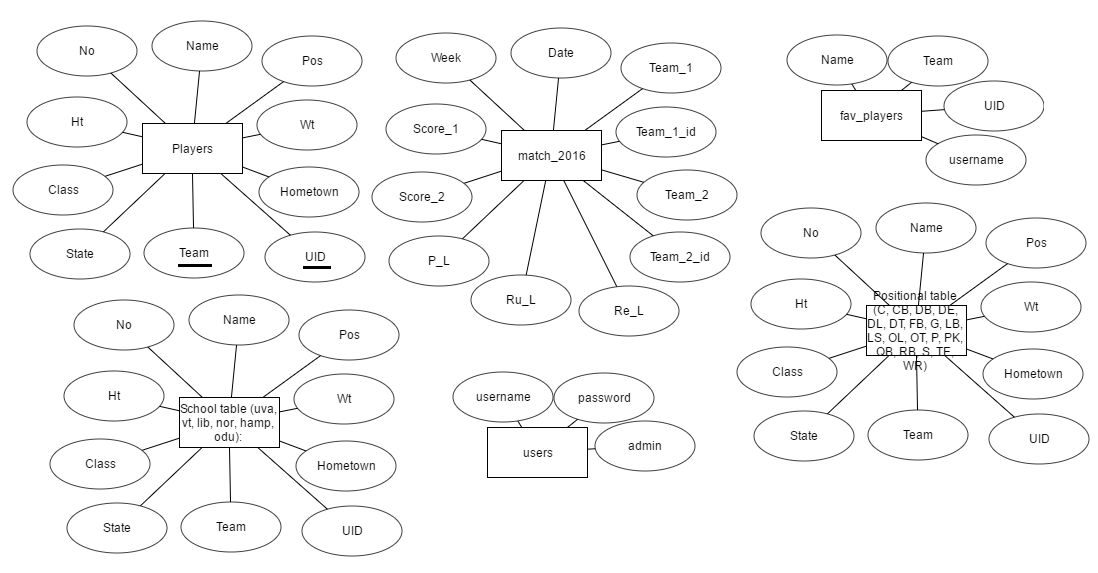 No
Name
Pos
Ht
Wt
Players
Class
Hometown
State
Team
UID
Week
Date
Team_1
Score_1
Team_1_id
match_2016
Score_2
Team_2
P_L
Team_2_id
Ru_L
Re_L
Name
Team
UID
fav_players
username
No
Name
Pos
Ht
Wt
Positional table
(C, CB, DB, DE,
DL, DT, FB, G, LB,
LS, OL, OT, P, PK,
QB, RB, S, TE,
WR)
Class
Hometown
State
Team
UID
No
Name
Pos
Ht
Wt
School table (uva,
vt, lib, nor, hamp,
odu):
Class
Hometown
State
Team
UID
username
password
admin
users